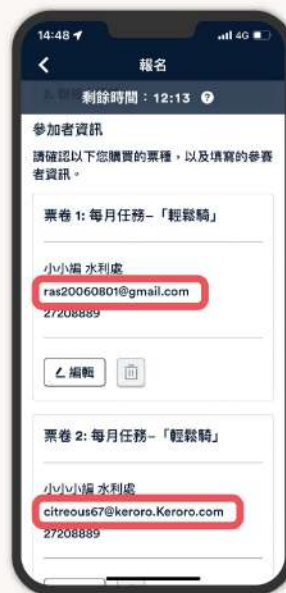 14:48
4G
報名
剩餘時間：12:13 ?
參加者資訊
請確認以下您購買的票種，以及填寫的參賽
者資訊。
票卷 1: 每月任務–「輕鬆騎」
小小編 水利處
ras20060801@gmail.com
27208889
編輯
票卷 2: 每月任務–「輕鬆騎」
小小小編 水利處
citreous67@keroro.Keroro.com
27208889